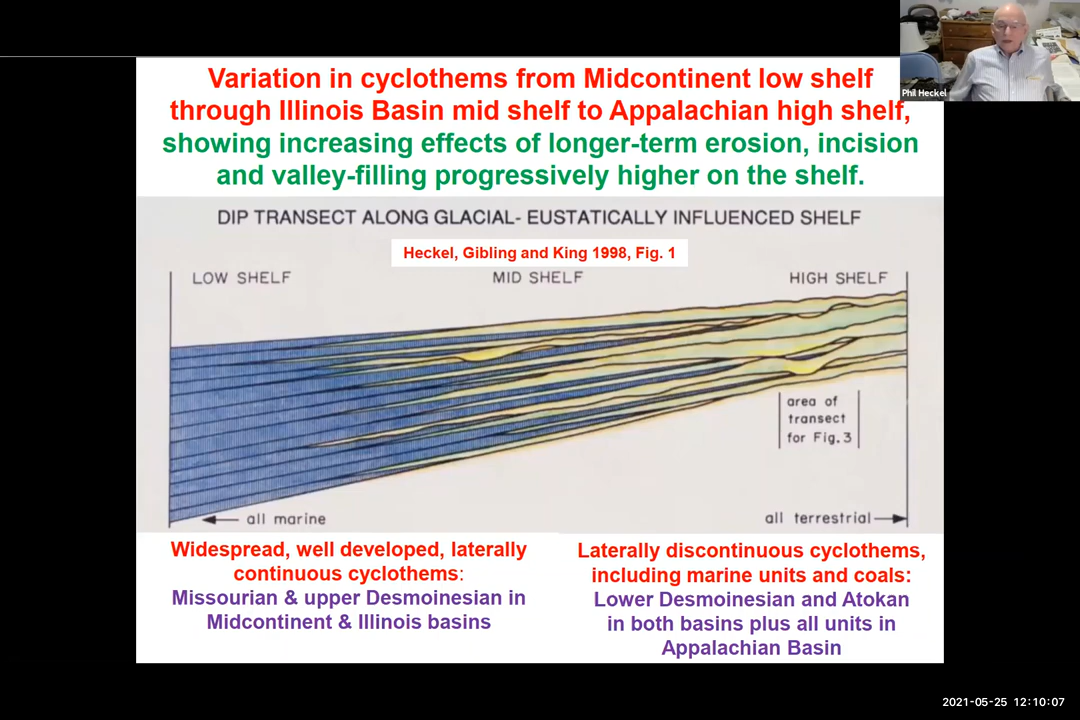 Phil Heckel
Variation in cyclothems from Midcontinent low shelf
through Illinois Basin mid shelf to Appalachian high shelf,
showing increasing effects of longer-term erosion, incision
and valley-filling progressively higher on the shelf.
DIP TRANSECT ALONG GLACIAL- EUSTATICALLY INFLUENCED SHELF
Heckel, Gibling and King 1998, Fig. 1
LOW SHELF
MID SHELF
HIGH SHELF
area of
transect
for Fig.3
all marine
all terrestrial
Widespread, well developed, laterally
continuous cyclothems:
Missourian & upper Desmoinesian in
Midcontinent & Illinois basins
Laterally discontinuous cyclothems,
including marine units and coals:
Lower Desmoinesian and Atokan
in both basins plus all units in
Appalachian Basin
2021-05-25 12:10:07